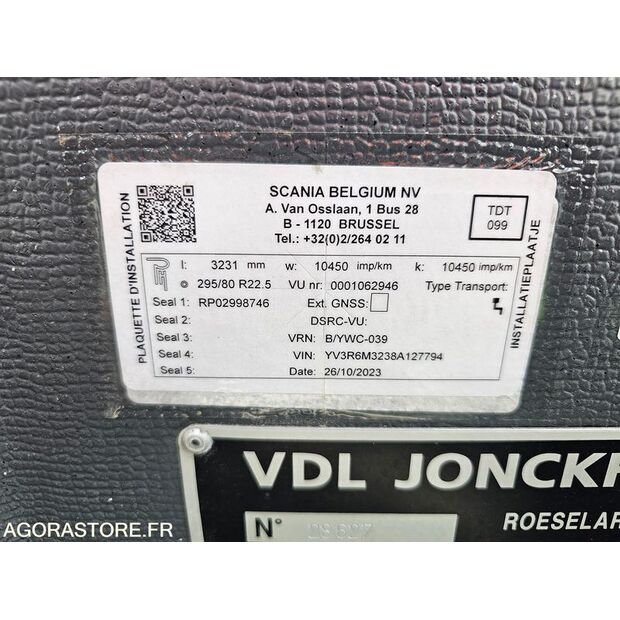 PLAQUETTE D'INSTALLATION
SCANIA BELGIUM NV
A. Van Osslaan, 1 Bus 28
B - 1120 BRUSSEL
Tel.: +32(0)2/264 02 11
TDT
099
INSTALLATIEPLAATJE
l: 3231 mm w: 10450 imp/km k: 10450 imp/km
295/80 R22.5 VU nr: 0001062946 Type Transport:
Seal 1: RP02998746 Ext. GNSS:
Seal 2: DSRC-VU:
Seal 3: VRN: B/YWC-039
Seal 4: VIN: YV3R6M3238A127794
Seal 5: Date: 26/10/2023
VDL JONCK
N° ROESELAR
AGORASTORE.FR